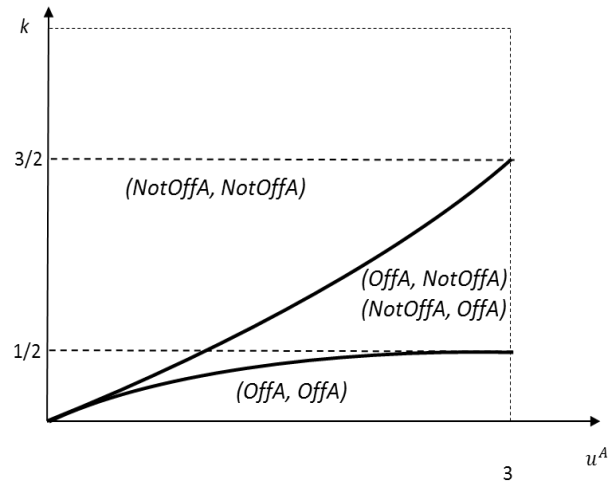 k
3/2
(NotOffA, NotOffA)
(OffA, NotOffA)
(NotOffA, OffA)
1/2
(OffA, OffA)
u^A
3